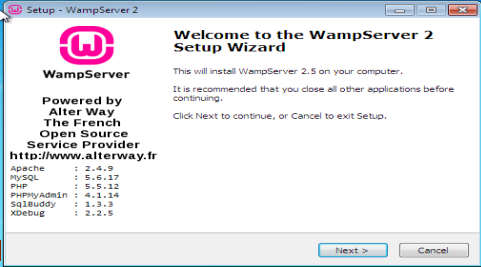 Setup - WampServer 2
WampServer
Powered by
Alter Way
The French
Open Source
Service Provider
http://www.alterway.fr
Apache : 2.4.9
MySQL : 5.6.17
PHP : 5.5.12
PHPMyAdmin : 4.1.14
SqlBuddy : 1.3.3
XDebug : 2.2.5
Welcome to the WampServer 2
Setup Wizard
This will install WampServer 2.5 on your computer.
It is recommended that you close all other applications before
continuing.
Click Next to continue, or Cancel to exit Setup.
Next >
Cancel